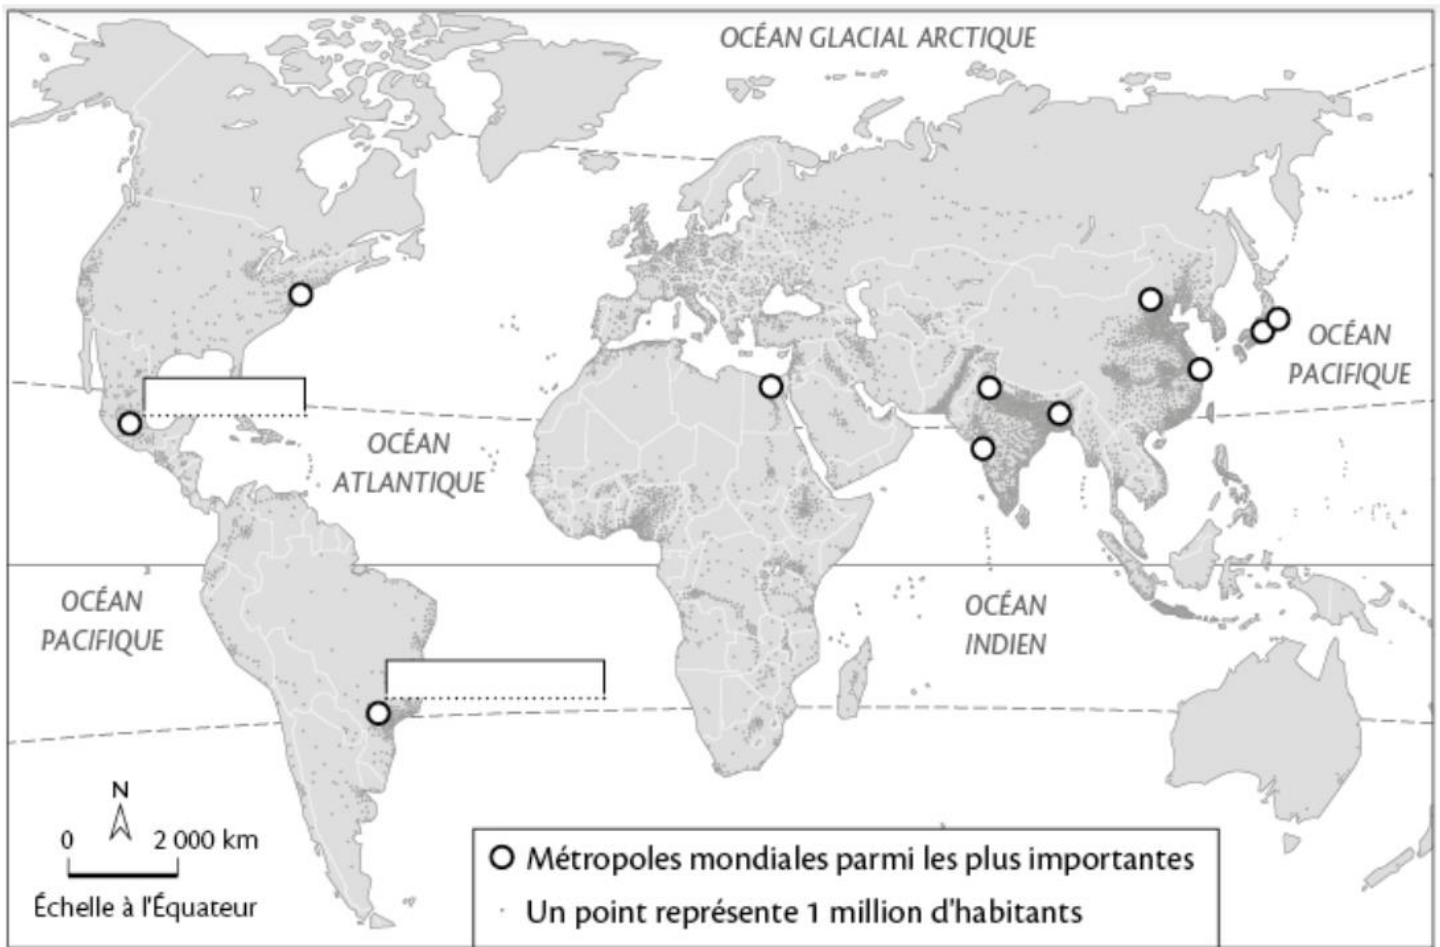 OCÉAN GLACIAL ARCTIQUE
OCÉAN
PACIFIQUE
OCÉAN
ATLANTIQUE
OCÉAN
PACIFIQUE
OCÉAN
INDIEN
N
0 2 000 km
Échelle à l'Équateur
Métropoles mondiales parmi les plus importantes
Un point représente 1 million d'habitants